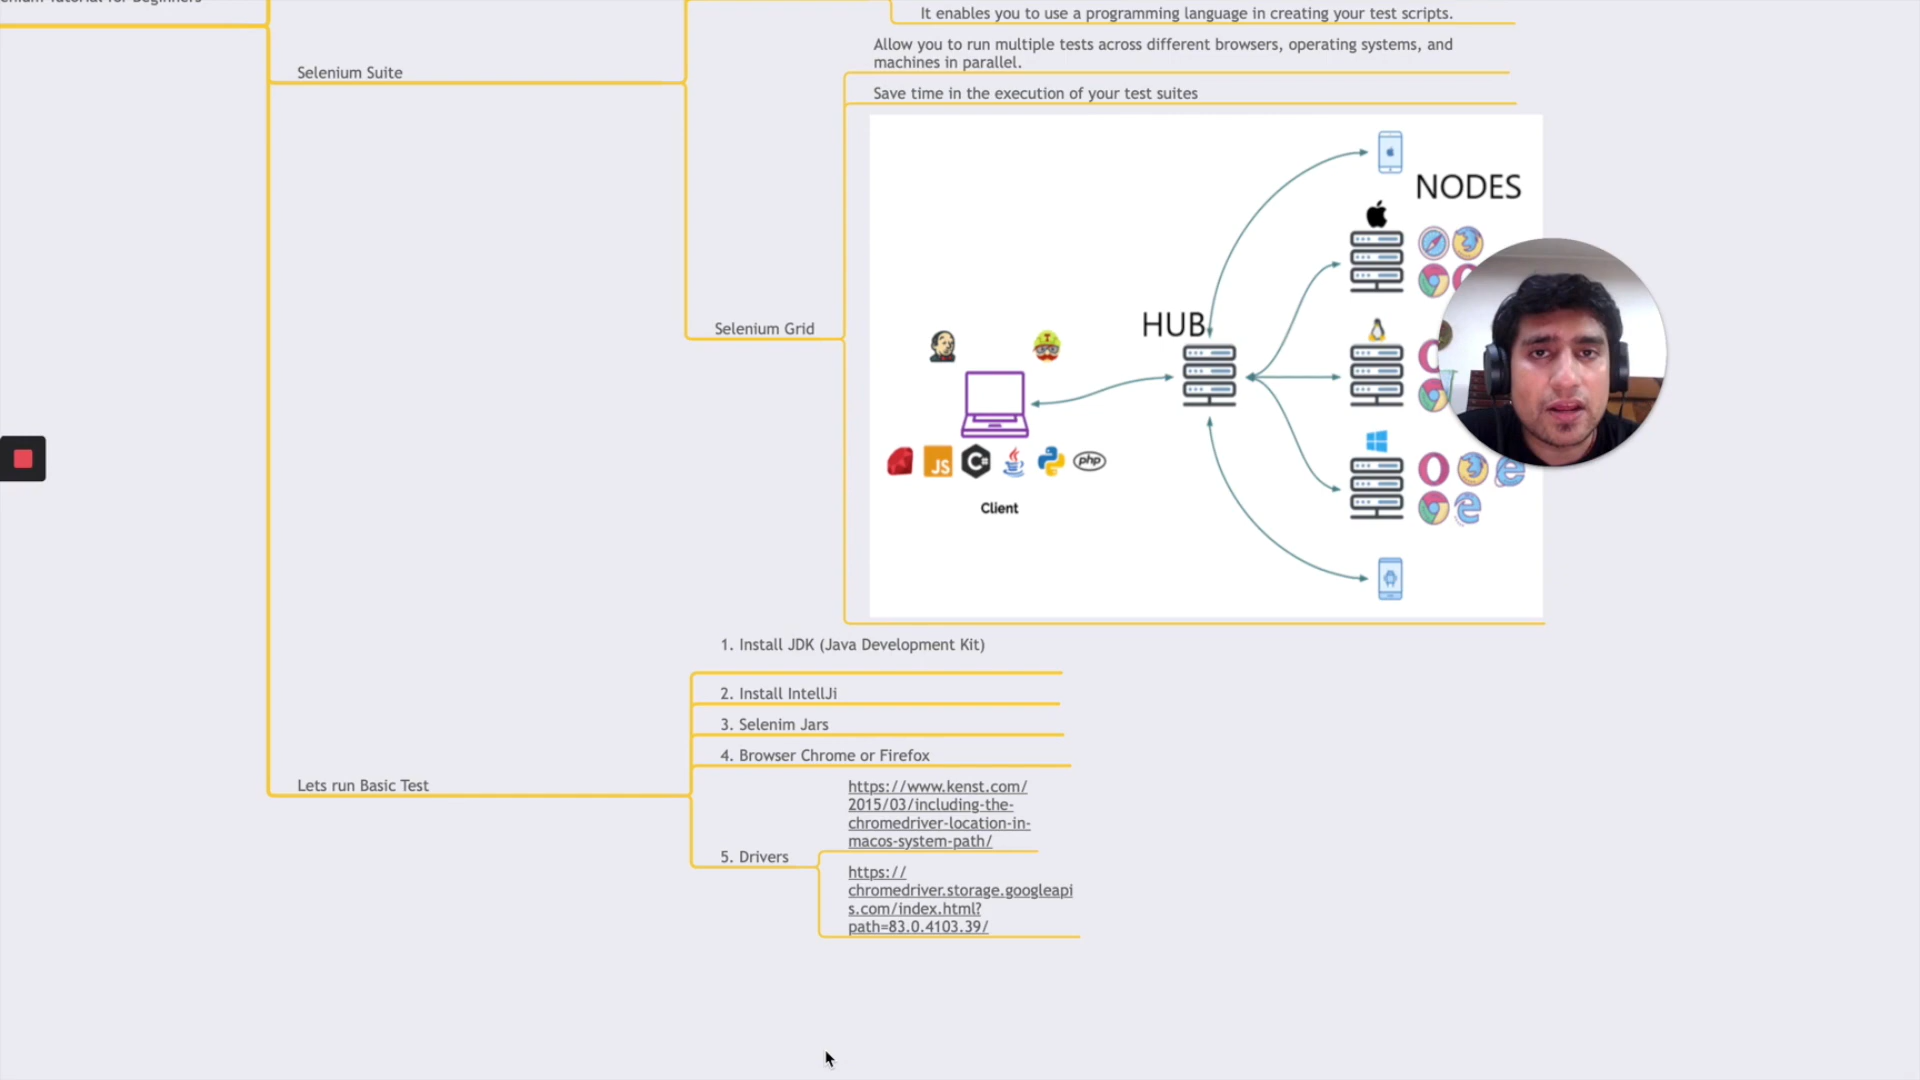 Tutorial for Beginners
It enables you to use a programming language in creating your test scripts.
Selenium Suite
Allow you to run multiple tests across different browsers, operating systems, and
machines in parallel.
Save time in the execution of your test suites
NODES
HUB
Selenium Grid
JS
C#
php
Client
1. Install JDK (Java Development Kit)
2. Install IntellJi
3. Selenim Jars
4. Browser Chrome or Firefox
Lets run Basic Test
https://www.kenst.com/
2015/03/including-the-
chromedriver-location-in-
macos-system-path/
5. Drivers
https://
chromedriver.storage.googleapi
s.com/index.html?
path=83.0.4103.39/